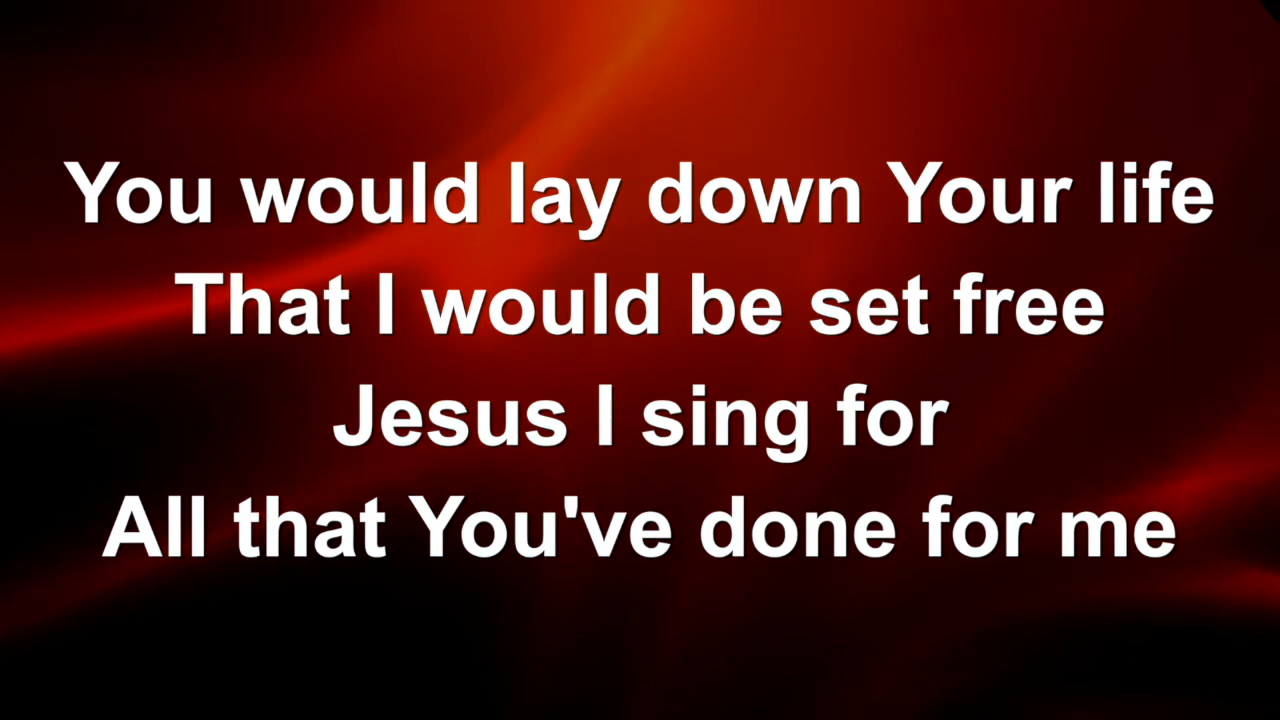 You would lay down Your life
That I would be set free
Jesus I sing for
All that You've done for me